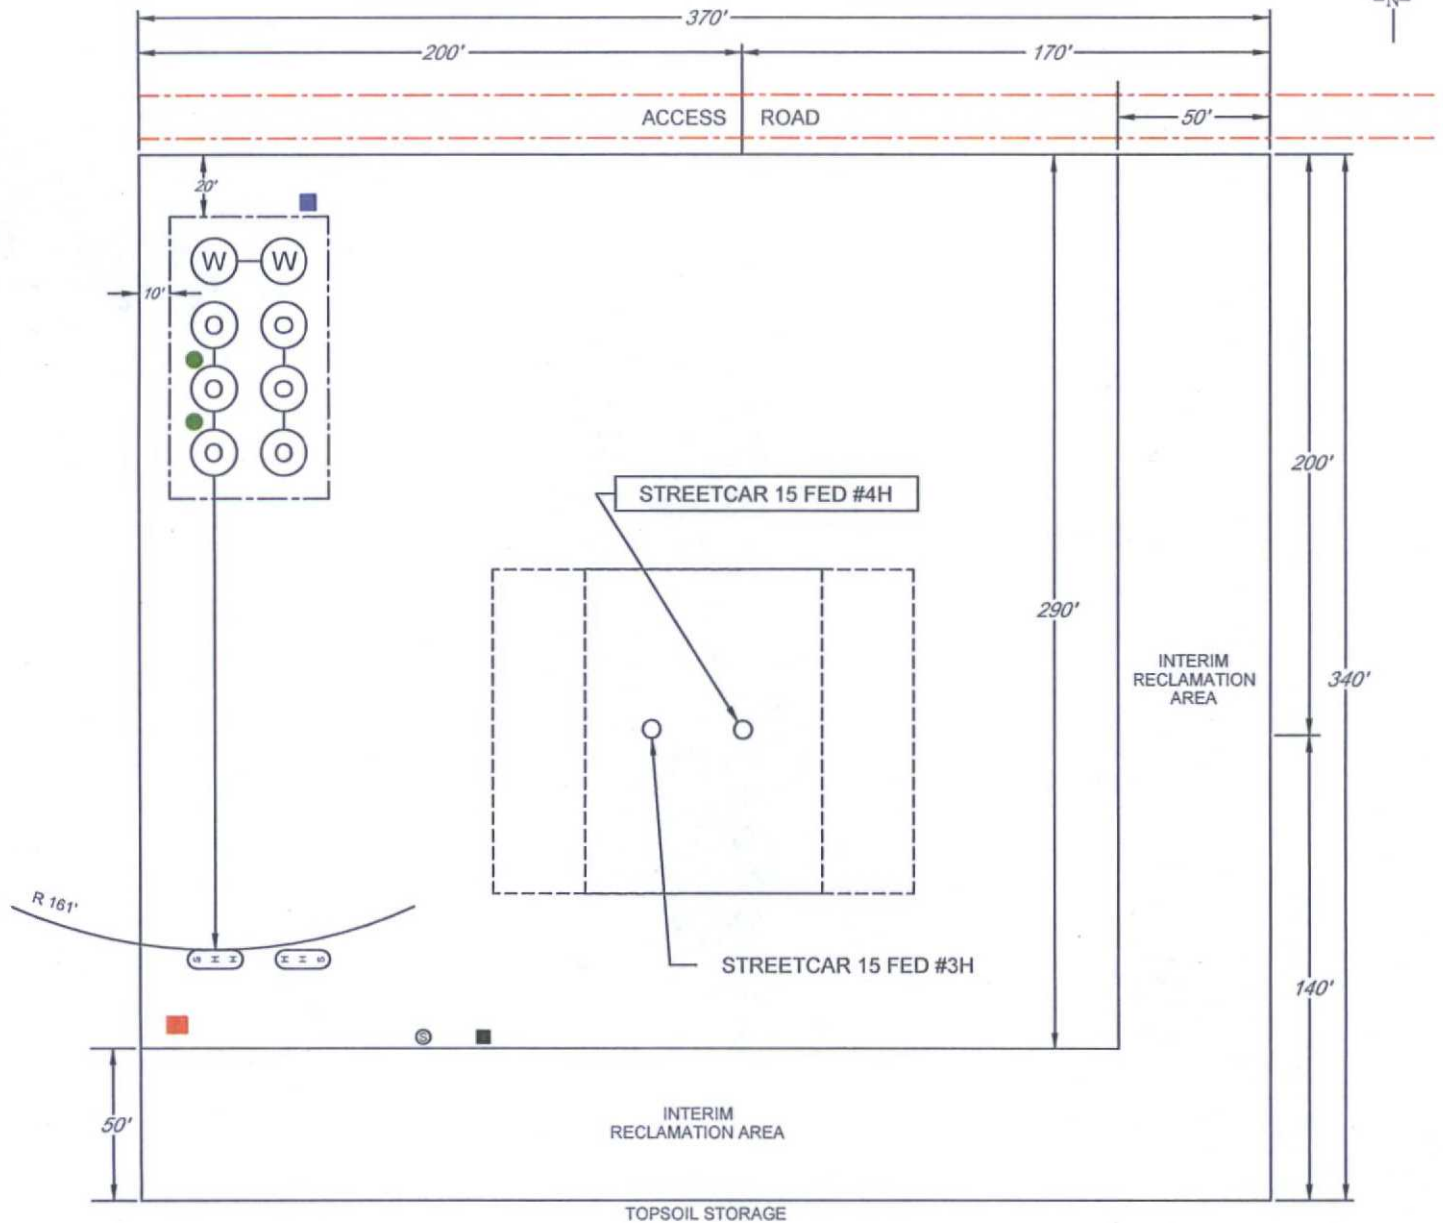 N
370'
200'
170'
ACCESS ROAD
50'
20'
W W
10'
O O
O O
O O
STREETCAR 15 FED #4H
200'
290'
INTERIM
RECLAMATION
AREA
340'
R 161'
S H H
H H S
STREETCAR 15 FED #3H
140'
S
50'
INTERIM
RECLAMATION AREA
TOPSOIL STORAGE